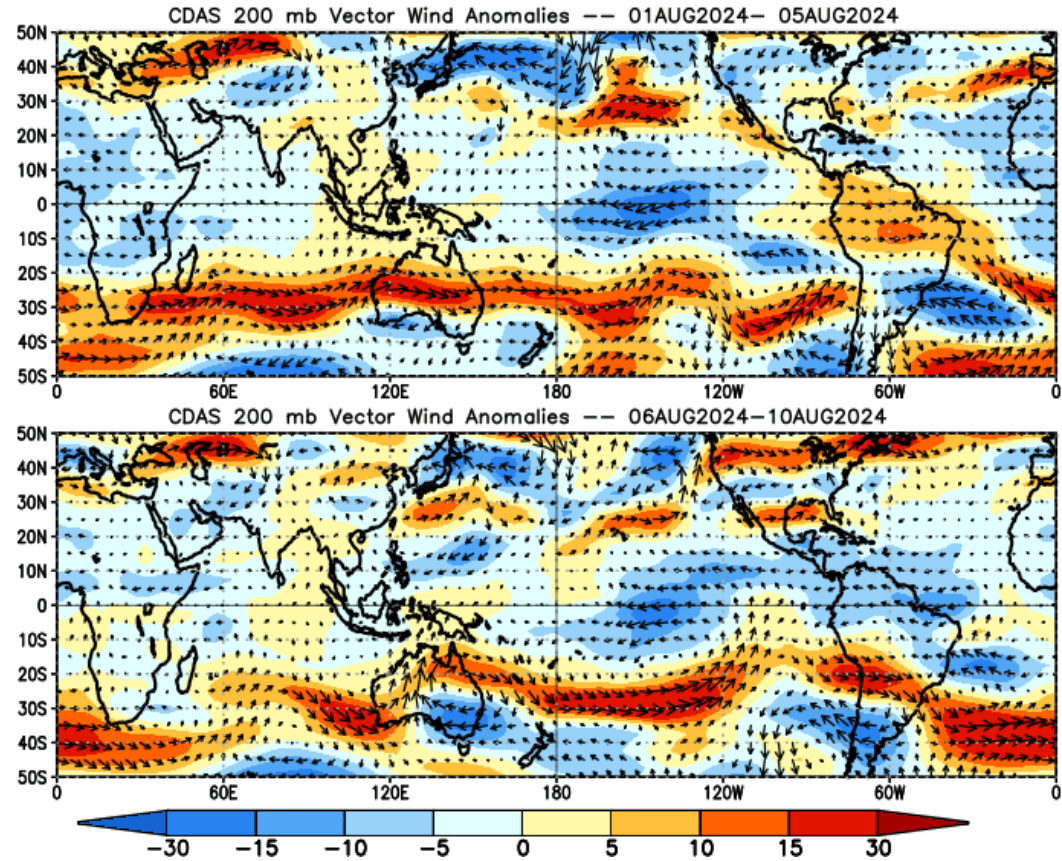 CDAS 200 mb Vector Wind Anomalies -- 01AUG2024- 05AUG2024
50N
40N
30N
20N
10N
0
10S
20S
30S
40S
50S
0 60E 120E 180 120W 60W 0
CDAS 200 mb Vector Wind Anomalies -- 06AUG2024-10AUG2024
50N
40N
30N
20N
10N
0
10S
20S
30S
40S
50S
0 60E 120E 180 120W 60W 0
-30 -15 -10 -5 0 5 10 15 30